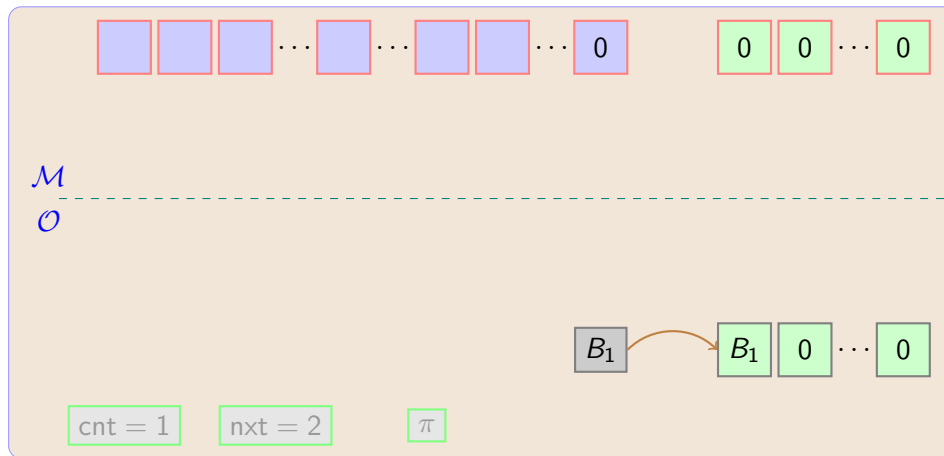 ··· ··· ··· 0 0 0 ··· 0
ℳ
𝒪
B₁ B₁ 0 ··· 0
cnt = 1 nxt = 2 π